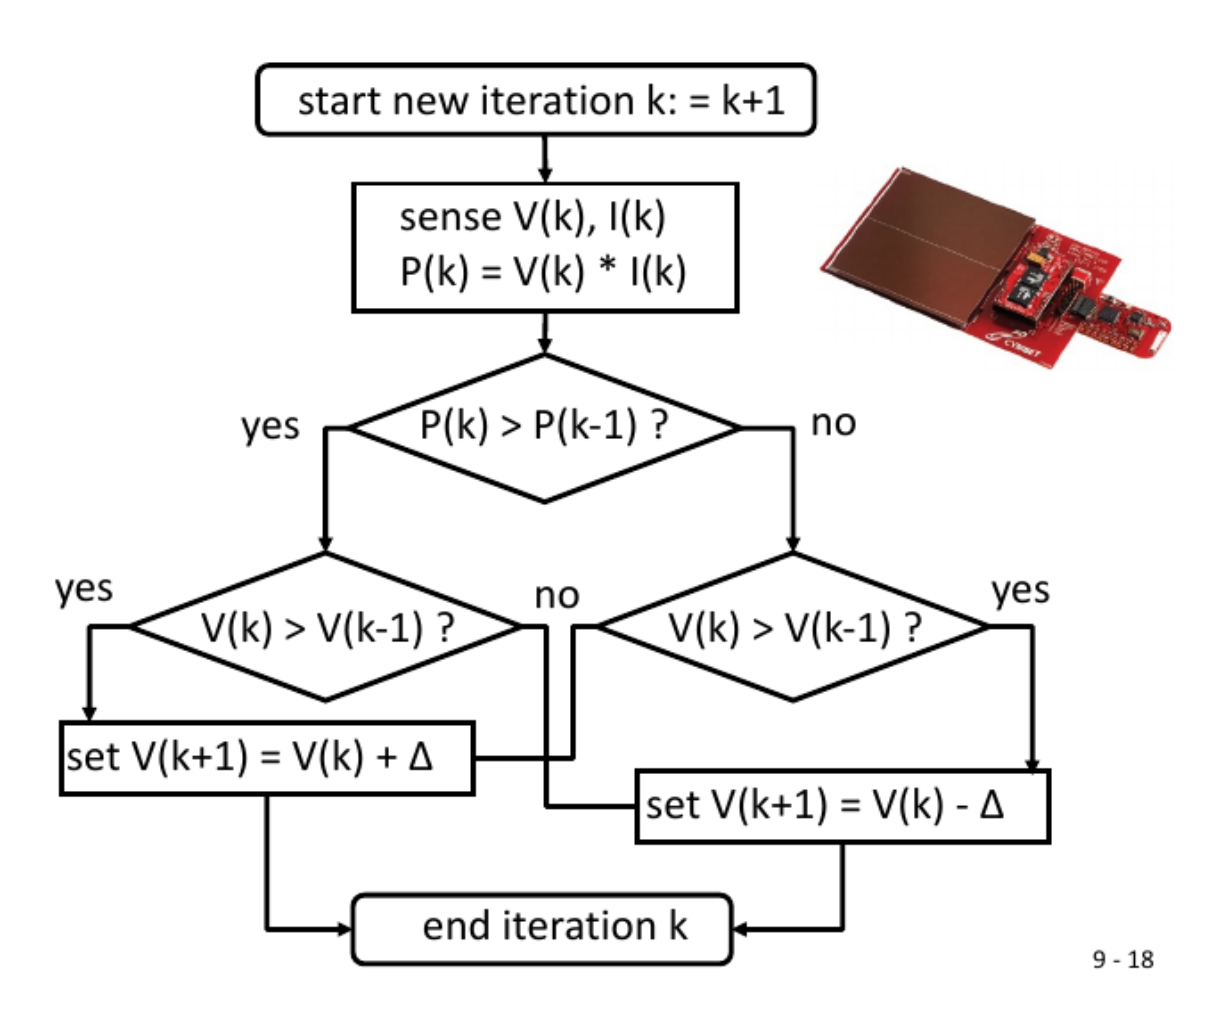 start new iteration k: = k+1
sense V(k), I(k)
P(k) = V(k) * I(k)
yes
P(k) > P(k-1) ?
no
yes
V(k) > V(k-1) ?
no
V(k) > V(k-1) ?
yes
set V(k+1) = V(k) + Δ
set V(k+1) = V(k) - Δ
end iteration k
CYMBET
9 - 18